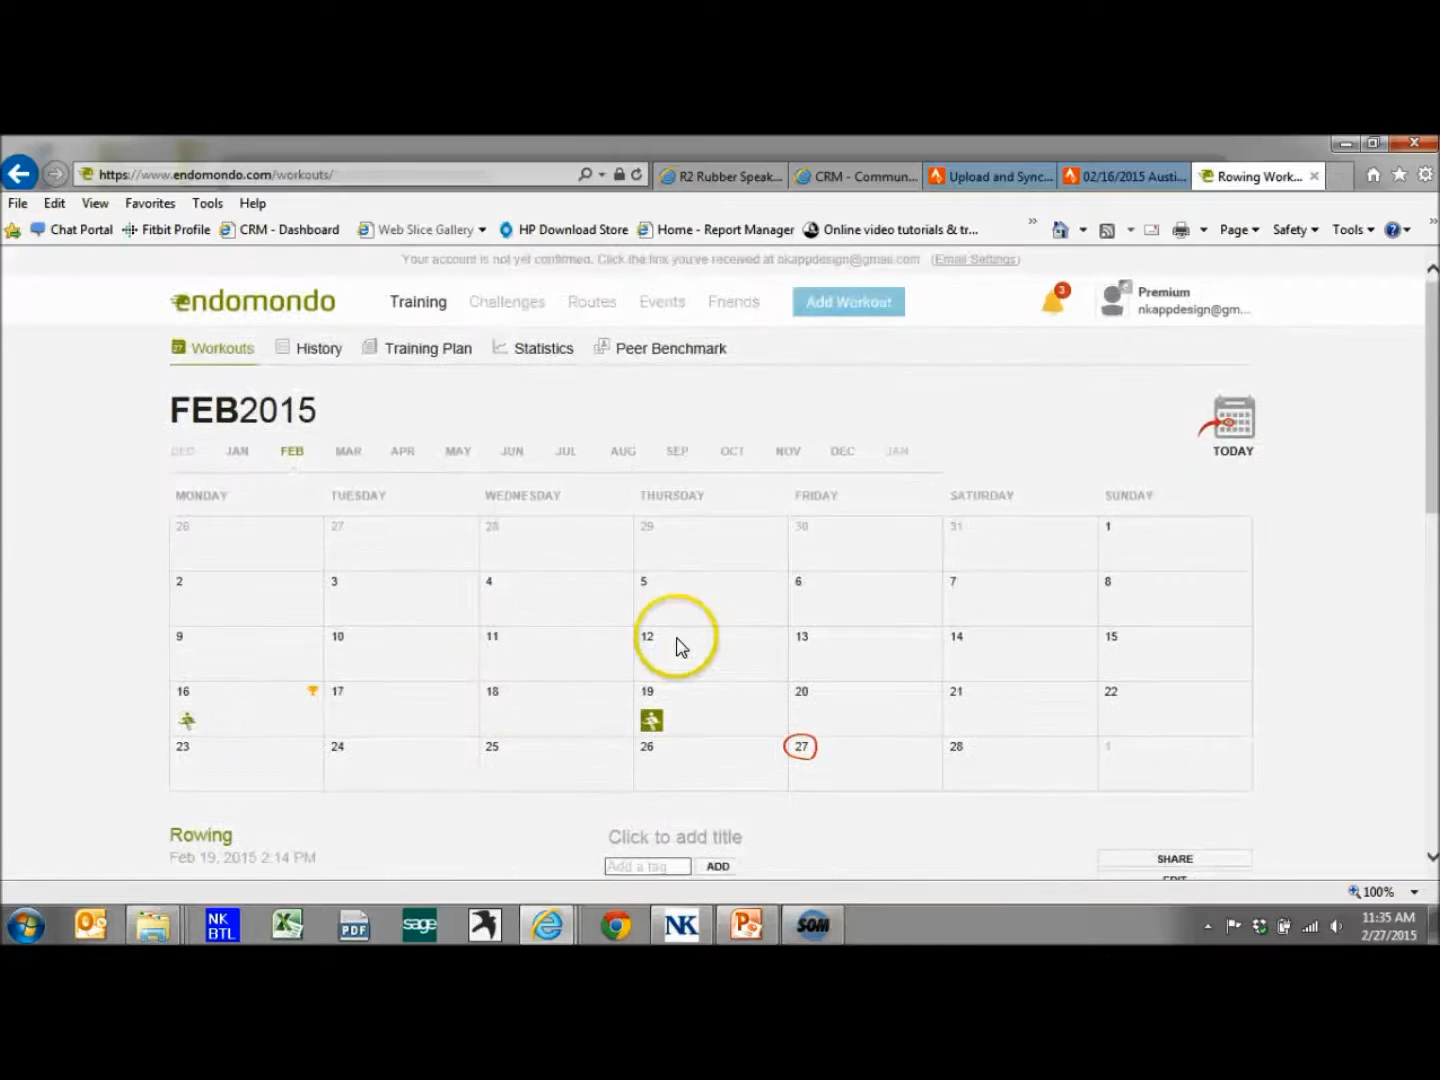 https://www.endomondo.com/workouts/
R2 Rubber Speak...
CRM - Commun...
Upload and Sync...
02/16/2015 Austi...
Rowing Work...
File Edit View Favorites Tools Help
Chat Portal Fitbit Profile CRM - Dashboard Web Slice Gallery HP Download Store Home - Report Manager Online video tutorials & tr... Page Safety Tools
Your account is not yet confirmed. Click the link you've received at nkappdesign@gmail.com (Email Settings)
endomondo Training Challenges Routes Events Friends Add Workout 3 Premium
nkappdesign@gm...
Workouts History Training Plan Statistics Peer Benchmark
FEB2015
TODAY
DEC JAN FEB MAR APR MAY JUN JUL AUG SEP OCT NOV DEC JAN
MONDAY TUESDAY WEDNESDAY THURSDAY FRIDAY SATURDAY SUNDAY
26 27 28 29 30 31 1
2 3 4 5 6 7 8
9 10 11 12 13 14 15
16 17 18 19 20 21 22
23 24 25 26 27 28 1
Rowing Click to add title
Feb 19, 2015 2:14 PM SHARE
Add a tag ADD
EDIT
100%
NK BTL PDF sage NK SOM 11:35 AM
2/27/2015